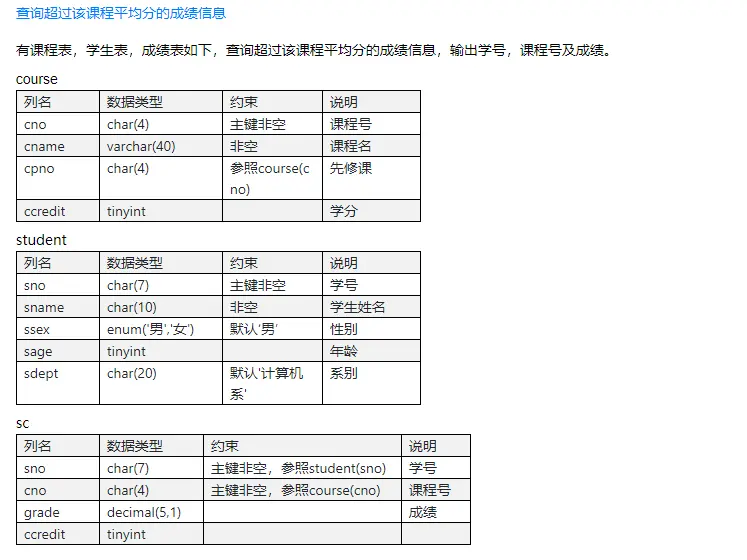 查询超过该课程平均分的成绩信息
有课程表，学生表，成绩表如下，查询超过该课程平均分的成绩信息，输出学号，课程号及成绩。
course
列名 数据类型 约束 说明
cno char(4) 主键非空 课程号
cname varchar(40) 非空 课程名
cpno char(4) 参照course(c 先修课
no)
ccredit tinyint 学分
student
列名 数据类型 约束 说明
sno char(7) 主键非空 学号
sname char(10) 非空 学生姓名
ssex enum('男','女') 默认'男' 性别
sage tinyint 年龄
sdept char(20) 默认'计算机 系别
系'
sc
列名 数据类型 约束 说明
sno char(7) 主键非空，参照student(sno) 学号
cno char(4) 主键非空，参照course(cno) 课程号
grade decimal(5,1) 成绩
ccredit tinyint